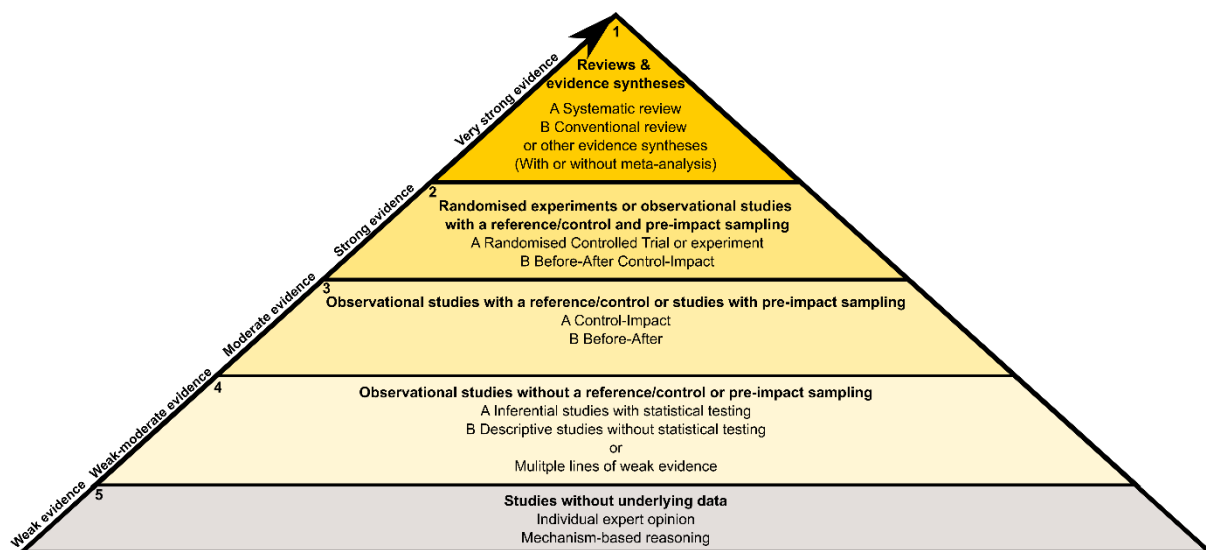 1
Reviews &
evidence syntheses
A Systematic review
B Conventional review
or other evidence syntheses
(With or without meta-analysis)
Very strong evidence
2
Randomised experiments or observational studies
with a reference/control and pre-impact sampling
A Randomised Controlled Trial or experiment
B Before-After Control-Impact
Strong evidence
3
Observational studies with a reference/control or studies with pre-impact sampling
A Control-Impact
B Before-After
Moderate evidence
4
Observational studies without a reference/control or pre-impact sampling
A Inferential studies with statistical testing
B Descriptive studies without statistical testing
or
Mulitple lines of weak evidence
Weak-moderate evidence
5
Studies without underlying data
Individual expert opinion
Mechanism-based reasoning
Weak evidence